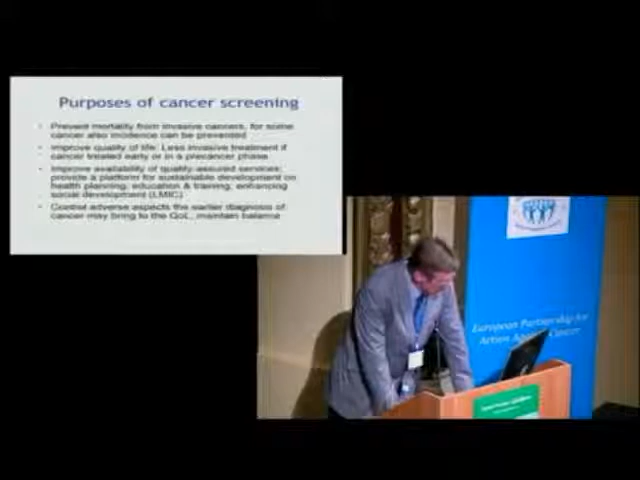 Purposes of cancer screening
• Prevent mortality from invasive cancers, for some
cancer also incidence can be prevented
• Improve quality of life: Less invasive treatment if
cancer treated early or in a precancer phase
• Improve availability of quality-assured services;
provide a platform for sustainable development on
health planning, education & training; enhancing
social development (LMIC)
• Control adverse aspects the earlier diagnosis of
cancer may bring to the QoL, maintain balance
European Partnership for
Action Against Cancer